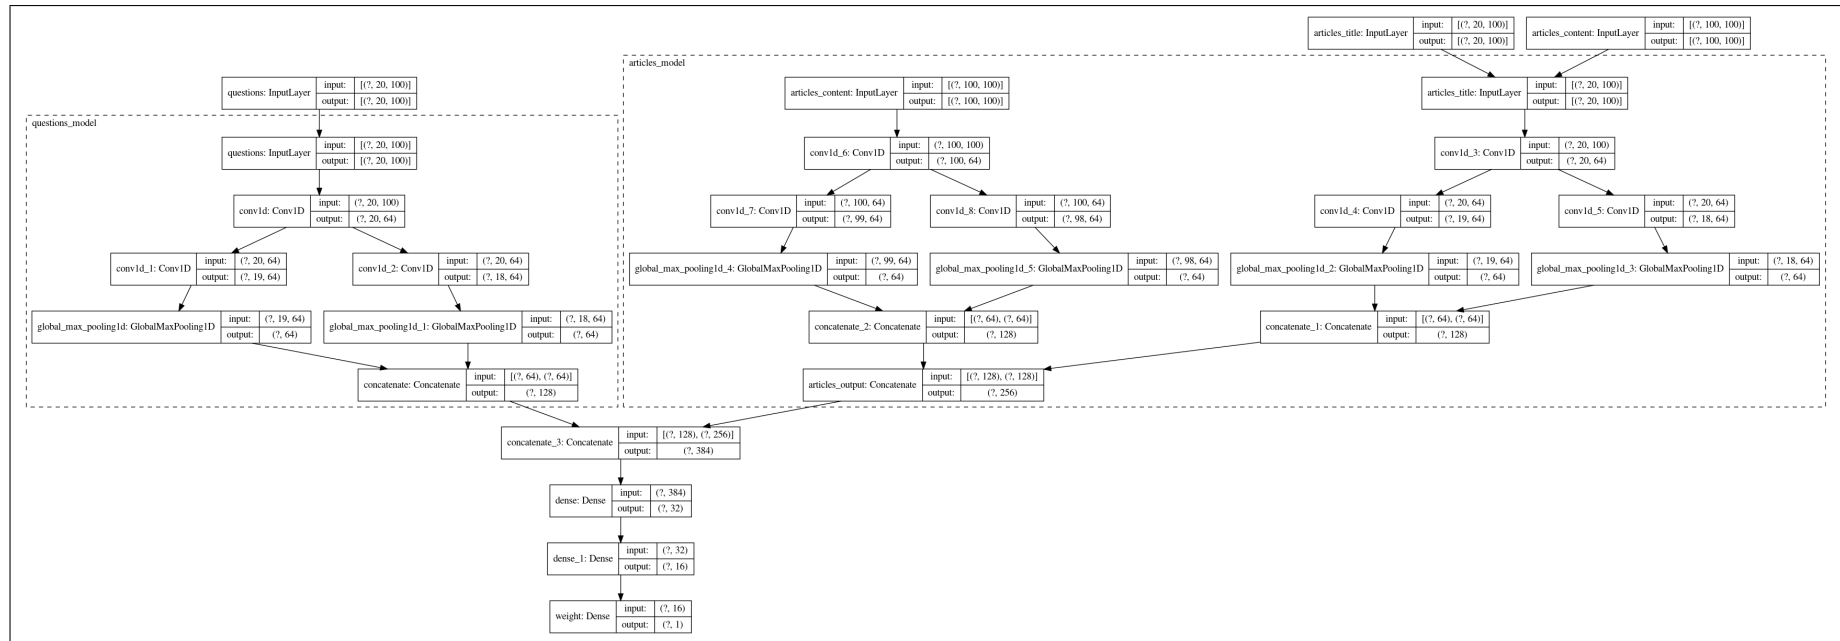 articles_title: InputLayer input: [(?, 20, 100)] output: [(?, 20, 100)]
articles_content: InputLayer input: [(?, 100, 100)] output: [(?, 100, 100)]
questions: InputLayer input: [(?, 20, 100)] output: [(?, 20, 100)]
questions_model
questions: InputLayer input: [(?, 20, 100)] output: [(?, 20, 100)]
conv1d: Conv1D input: (?, 20, 100) output: (?, 20, 64)
conv1d_1: Conv1D input: (?, 20, 64) output: (?, 19, 64)
conv1d_2: Conv1D input: (?, 20, 64) output: (?, 18, 64)
global_max_pooling1d: GlobalMaxPooling1D input: (?, 19, 64) output: (?, 64)
global_max_pooling1d_1: GlobalMaxPooling1D input: (?, 18, 64) output: (?, 64)
concatenate: Concatenate input: [(?, 64), (?, 64)] output: (?, 128)
articles_model
articles_content: InputLayer input: [(?, 100, 100)] output: [(?, 100, 100)]
articles_title: InputLayer input: [(?, 20, 100)] output: [(?, 20, 100)]
conv1d_6: Conv1D input: (?, 100, 100) output: (?, 100, 64)
conv1d_3: Conv1D input: (?, 20, 100) output: (?, 20, 64)
conv1d_7: Conv1D input: (?, 100, 64) output: (?, 99, 64)
conv1d_8: Conv1D input: (?, 100, 64) output: (?, 98, 64)
conv1d_4: Conv1D input: (?, 20, 64) output: (?, 19, 64)
conv1d_5: Conv1D input: (?, 20, 64) output: (?, 18, 64)
global_max_pooling1d_4: GlobalMaxPooling1D input: (?, 99, 64) output: (?, 64)
global_max_pooling1d_5: GlobalMaxPooling1D input: (?, 98, 64) output: (?, 64)
global_max_pooling1d_2: GlobalMaxPooling1D input: (?, 19, 64) output: (?, 64)
global_max_pooling1d_3: GlobalMaxPooling1D input: (?, 18, 64) output: (?, 64)
concatenate_2: Concatenate input: [(?, 64), (?, 64)] output: (?, 128)
concatenate_1: Concatenate input: [(?, 64), (?, 64)] output: (?, 128)
articles_output: Concatenate input: [(?, 128), (?, 128)] output: (?, 256)
concatenate_3: Concatenate input: [(?, 128), (?, 256)] output: (?, 384)
dense: Dense input: (?, 384) output: (?, 32)
dense_1: Dense input: (?, 32) output: (?, 16)
weight: Dense input: (?, 16) output: (?, 1)